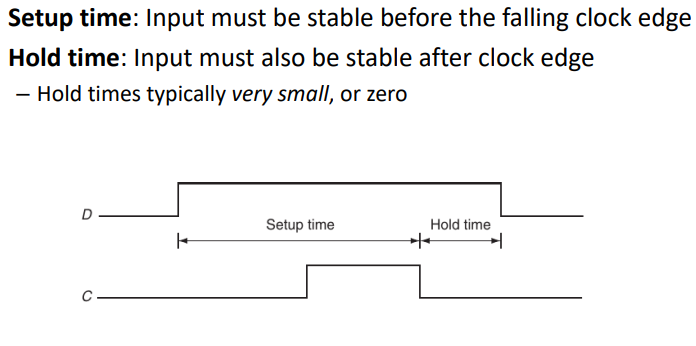 Setup time: Input must be stable before the falling clock edge
Hold time: Input must also be stable after clock edge
– Hold times typically very small, or zero
D
Setup time
Hold time
C